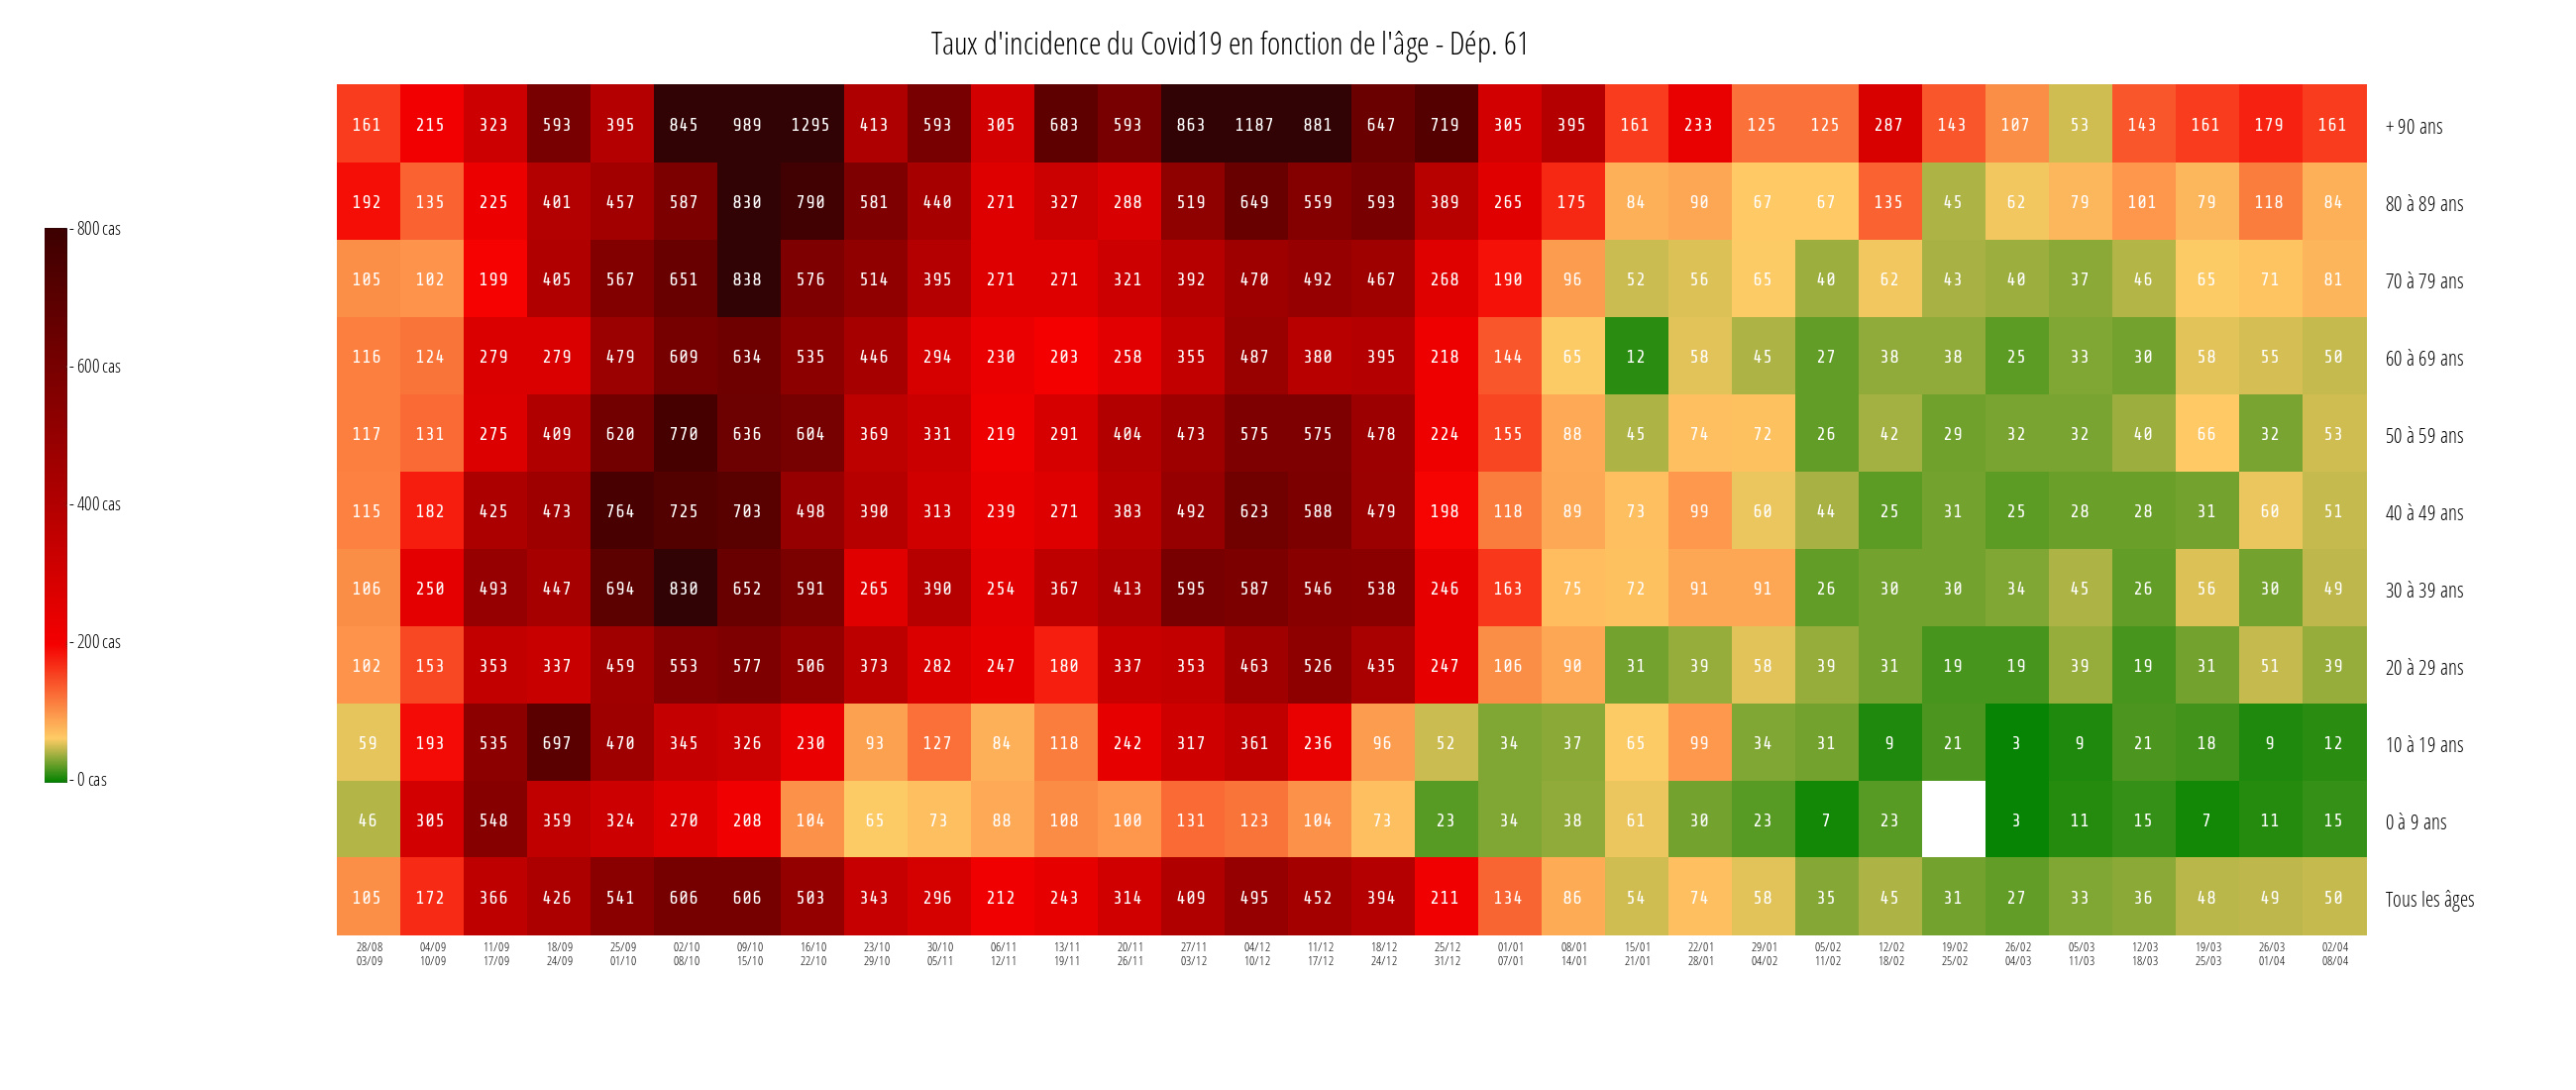 Taux d'incidence du Covid19 en fonction de l'âge - Dép. 61
161 215 323 593 395 845 989 1295 413 593 305 683 593 863 1187 881 647 719 305 395 161 233 125 125 287 143 107 53 143 161 179 161 + 90 ans
192 135 225 401 457 587 830 790 581 440 271 327 288 519 649 559 593 389 265 175 84 90 67 67 135 45 62 79 101 79 118 84 80 à 89 ans
- 800 cas
105 102 199 405 567 651 838 576 514 395 271 271 321 392 470 492 467 268 190 96 52 56 65 40 62 43 40 37 46 65 71 81 70 à 79 ans
116 124 279 279 479 609 634 535 446 294 230 203 258 355 487 380 395 218 144 65 12 58 45 27 38 38 25 33 30 58 55 50 60 à 69 ans
- 600 cas
117 131 275 409 620 770 636 604 369 331 219 291 404 473 575 575 478 224 155 88 45 74 72 26 42 29 32 32 40 66 32 53 50 à 59 ans
- 400 cas
115 182 425 473 764 725 703 498 390 313 239 271 383 492 623 588 479 198 118 89 73 99 60 44 25 31 25 28 28 31 60 51 40 à 49 ans
106 250 493 447 694 830 652 591 265 390 254 367 413 595 587 546 538 246 163 75 72 91 91 26 30 30 34 45 26 56 30 49 30 à 39 ans
- 200 cas
102 153 353 337 459 553 577 506 373 282 247 180 337 353 463 526 435 247 106 90 31 39 58 39 31 19 19 39 19 31 51 39 20 à 29 ans
59 193 535 697 470 345 326 230 93 127 84 118 242 317 361 236 96 52 34 37 65 99 34 31 9 21 3 9 21 18 9 12 10 à 19 ans
- 0 cas
46 305 548 359 324 270 208 104 65 73 88 108 100 131 123 104 73 23 34 38 61 30 23 7 23 3 11 15 7 11 15 0 à 9 ans
105 172 366 426 541 606 606 503 343 296 212 243 314 409 495 452 394 211 134 86 54 74 58 35 45 31 27 33 36 48 49 50 Tous les âges
28/08 04/09 11/09 18/09 25/09 02/10 09/10 16/10 23/10 30/10 06/11 13/11 20/11 27/11 04/12 11/12 18/12 25/12 01/01 08/01 15/01 22/01 29/01 05/02 12/02 19/02 26/02 05/03 12/03 19/03 26/03 02/04
03/09 10/09 17/09 24/09 01/10 08/10 15/10 22/10 29/10 05/11 12/11 19/11 26/11 03/12 10/12 17/12 24/12 31/12 07/01 14/01 21/01 28/01 04/02 11/02 18/02 25/02 04/03 11/03 18/03 25/03 01/04 08/04